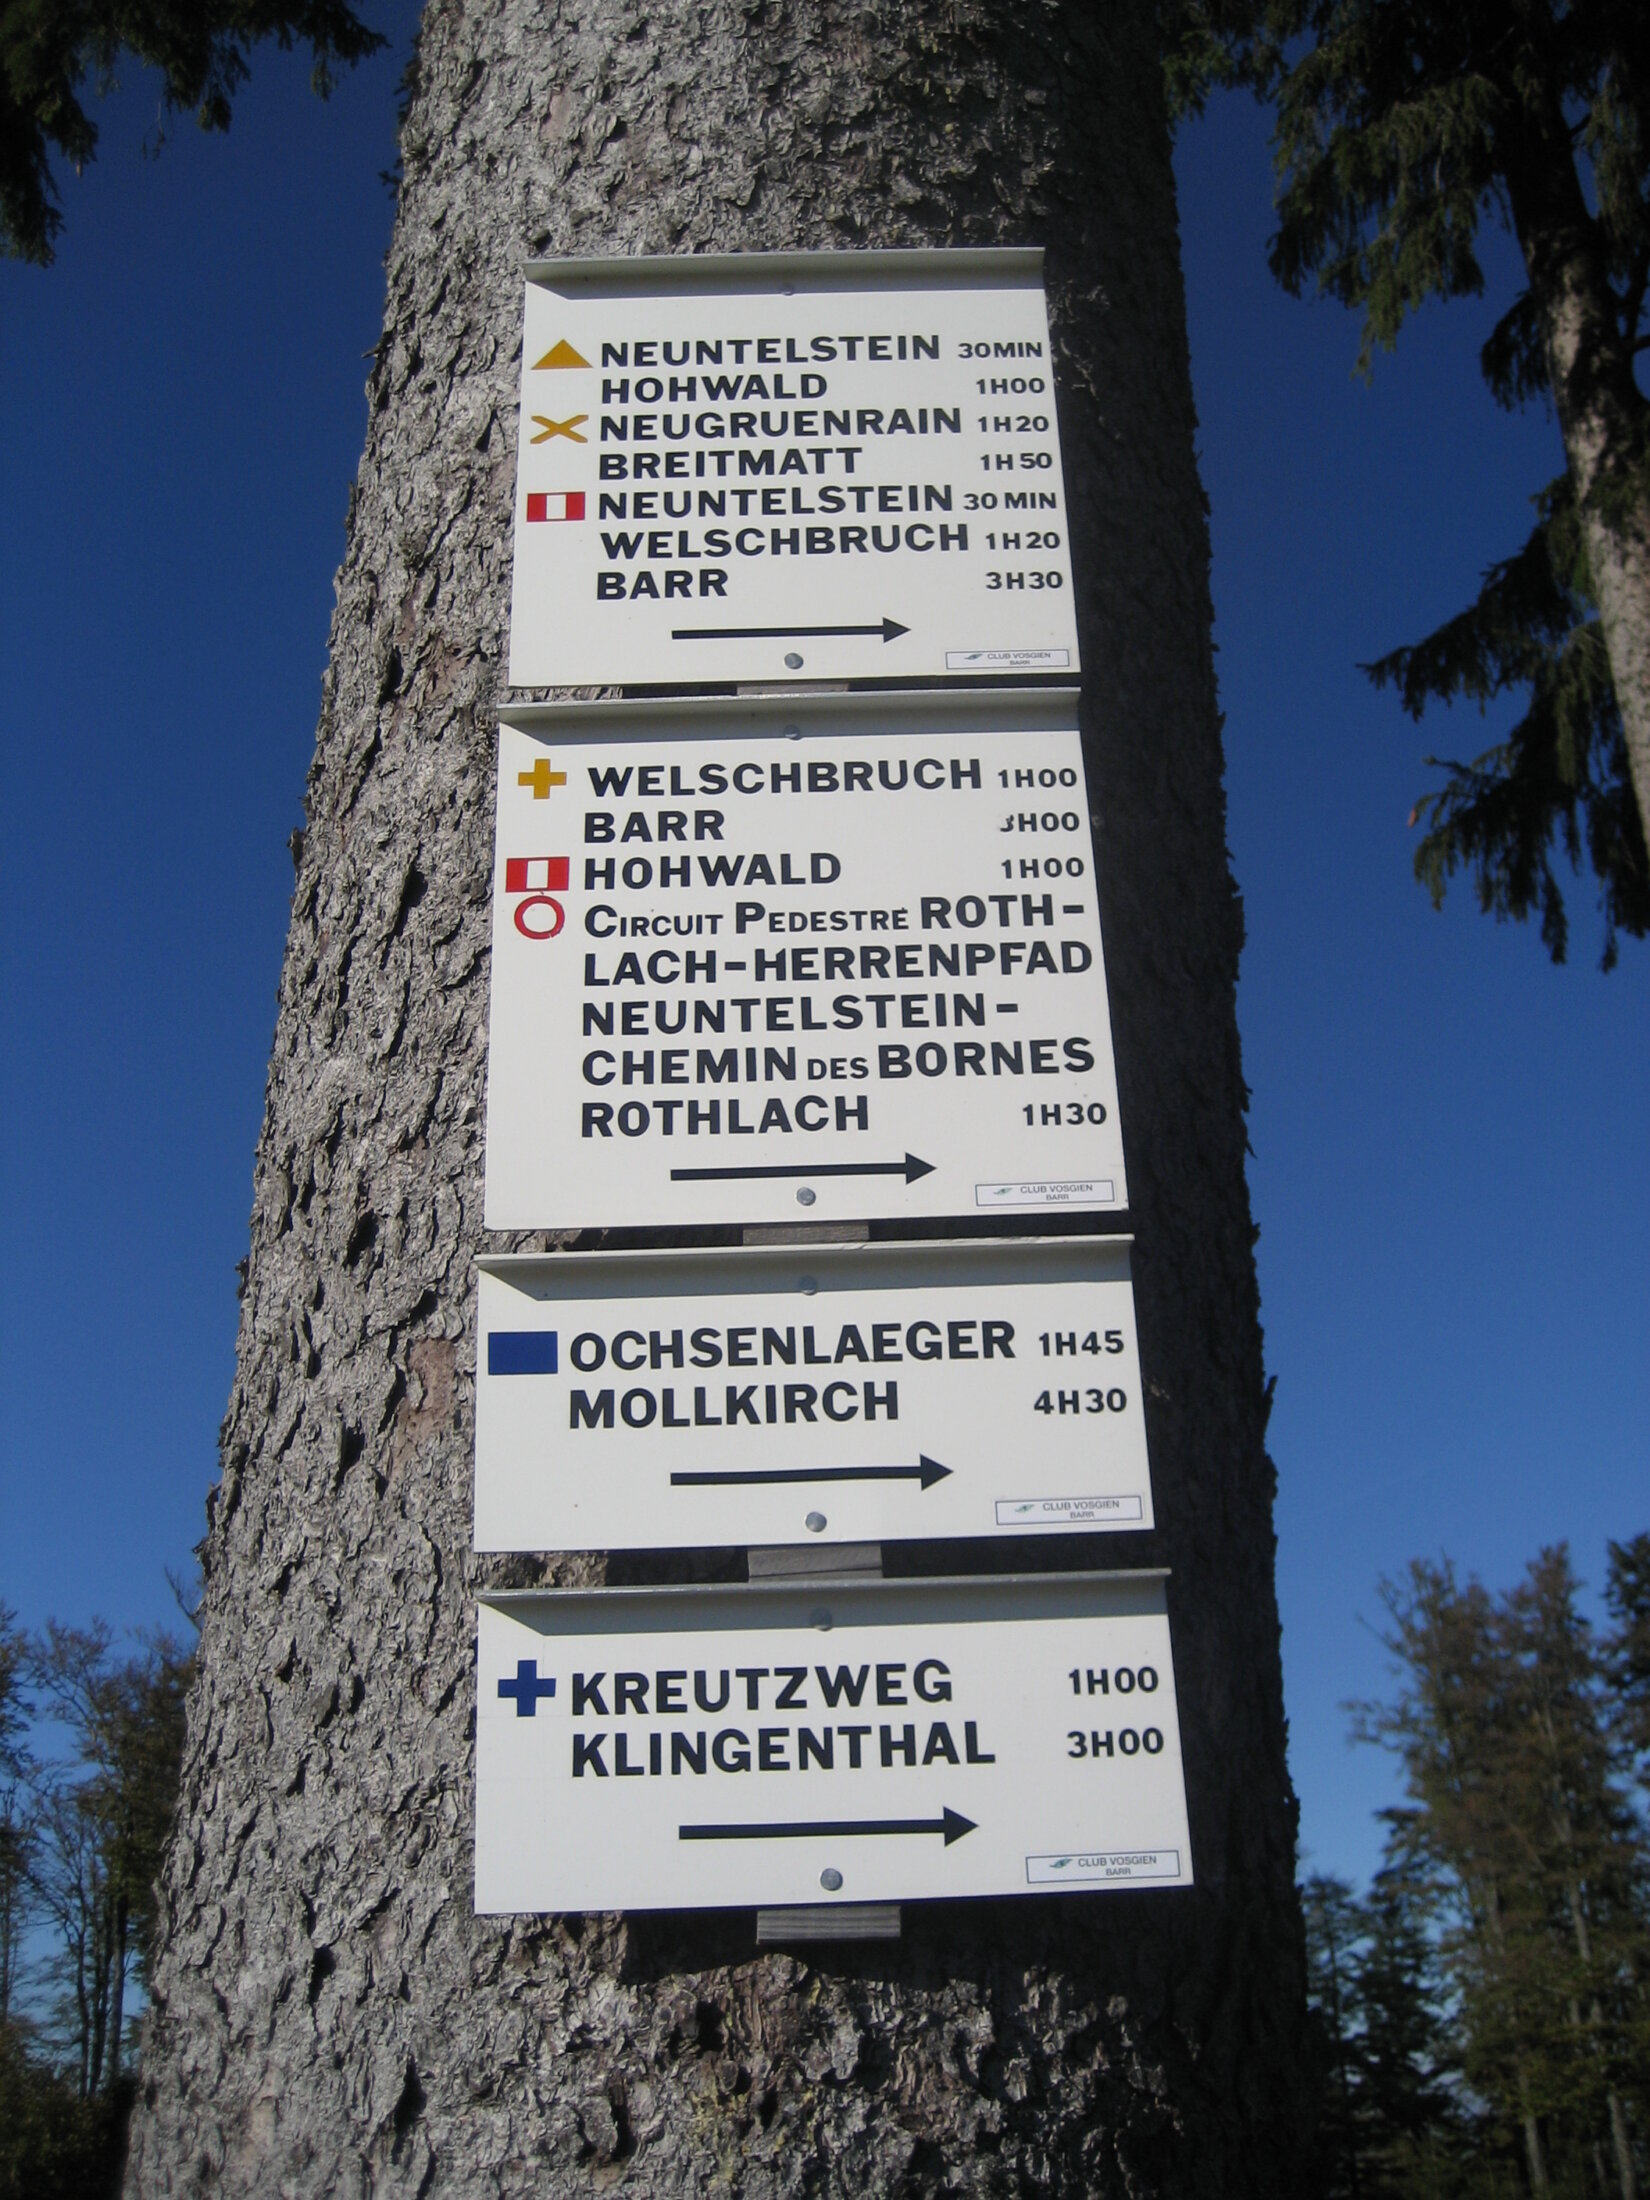 NEUNTELSTEIN 30MIN
HOHWALD 1H00
NEUGRUENRAIN 1H20
BREITMATT 1H50
NEUNTELSTEIN 30 MIN
WELSCHBRUCH 1H20
BARR 3H30
CLUB VOSGIEN
BARR
WELSCHBRUCH 1H00
BARR 3H00
HOHWALD 1H00
CIRCUIT PEDESTRE ROTH-
LACH-HERRENPFAD
NEUNTELSTEIN-
CHEMIN DES BORNES
ROTHLACH 1H30
CLUB VOSGIEN
BARR
OCHSENLAEGER 1H45
MOLLKIRCH 4H30
CLUB VOSGIEN
BARR
KREUTZWEG 1H00
KLINGENTHAL 3H00
CLUB VOSGIEN
BARR